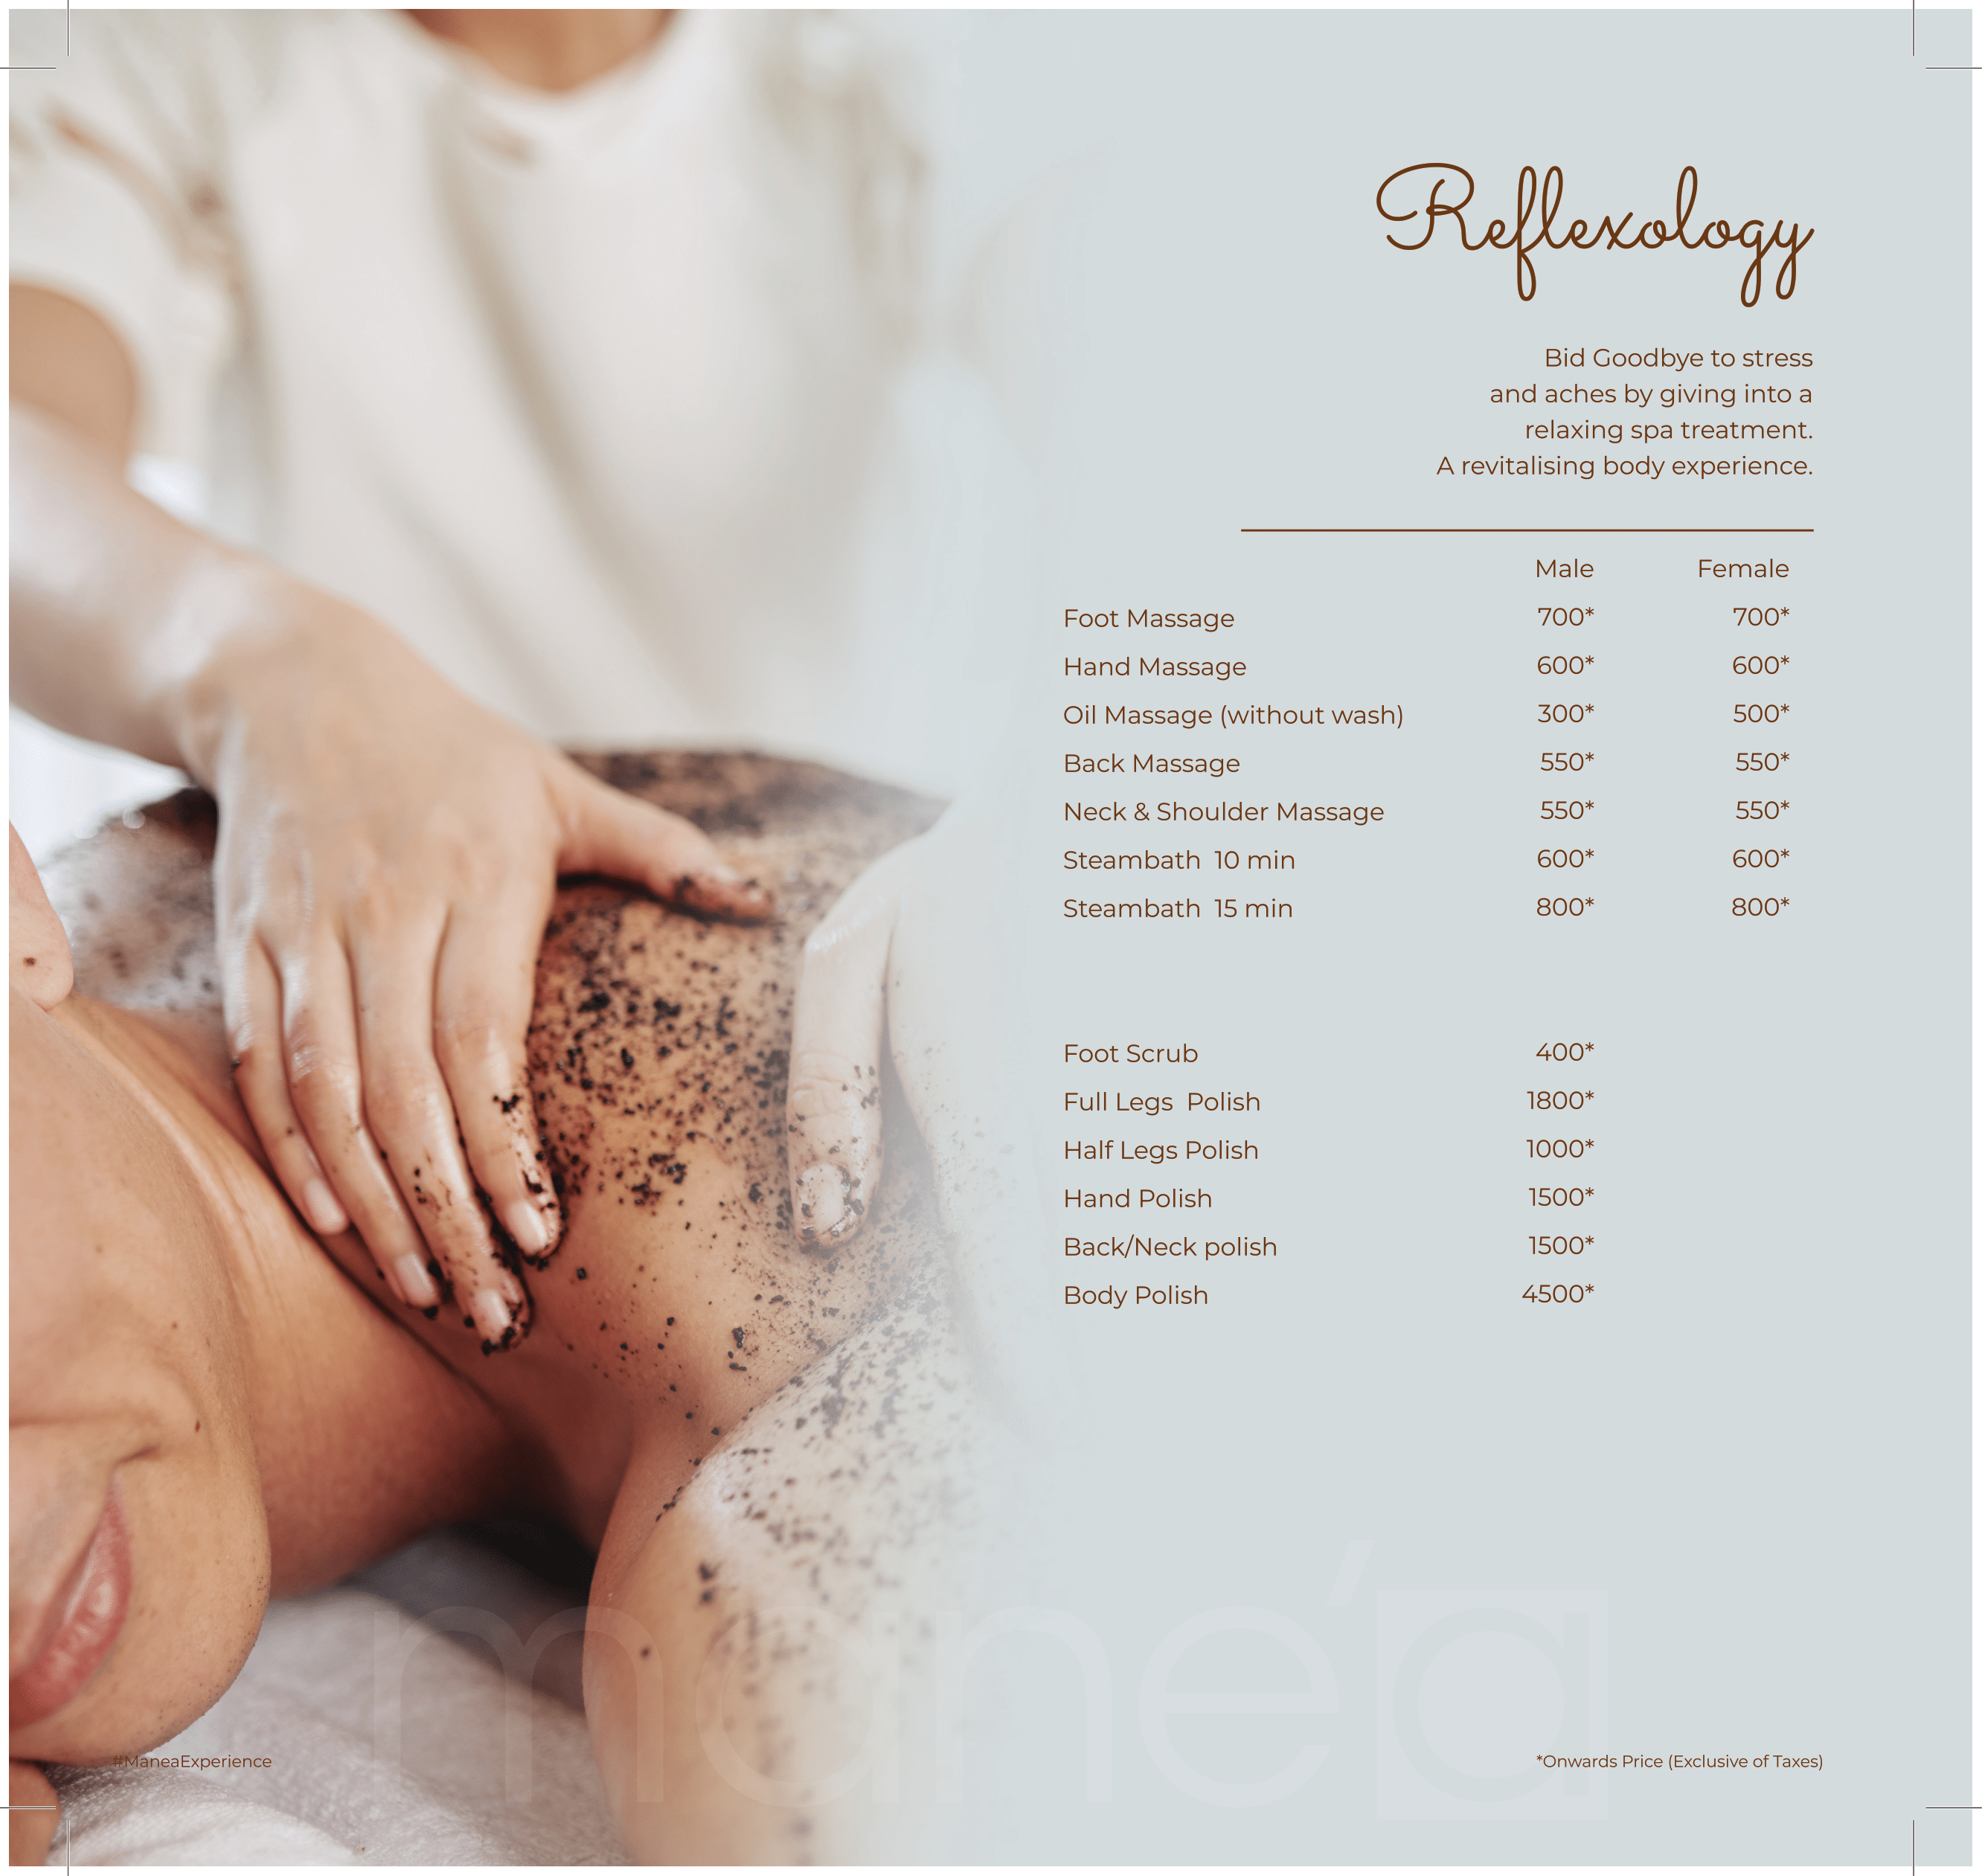 Reflexology
Bid Goodbye to stress
and aches by giving into a
relaxing spa treatment.
A revitalising body experience.
Male Female
Foot Massage 700* 700*
Hand Massage 600* 600*
Oil Massage (without wash) 300* 500*
Back Massage 550* 550*
Neck & Shoulder Massage 550* 550*
Steambath 10 min 600* 600*
Steambath 15 min 800* 800*
Foot Scrub 400*
Full Legs Polish 1800*
Half Legs Polish 1000*
Hand Polish 1500*
Back/Neck polish 1500*
Body Polish 4500*
mane'a
#ManeaExperience *Onwards Price (Exclusive of Taxes)